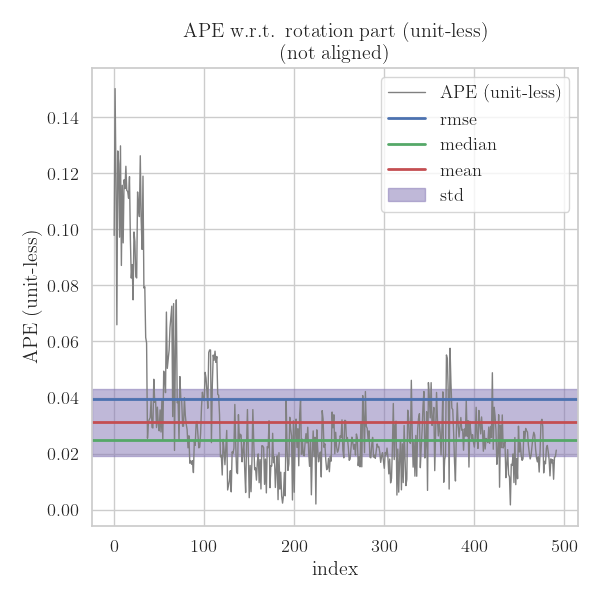 APE w.r.t. rotation part (unit-less)
(not aligned)
APE (unit-less)
rmse
median
mean
std
APE (unit-less)
0.14
0.12
0.10
0.08
0.06
0.04
0.02
0.00
0 100 200 300 400 500
index